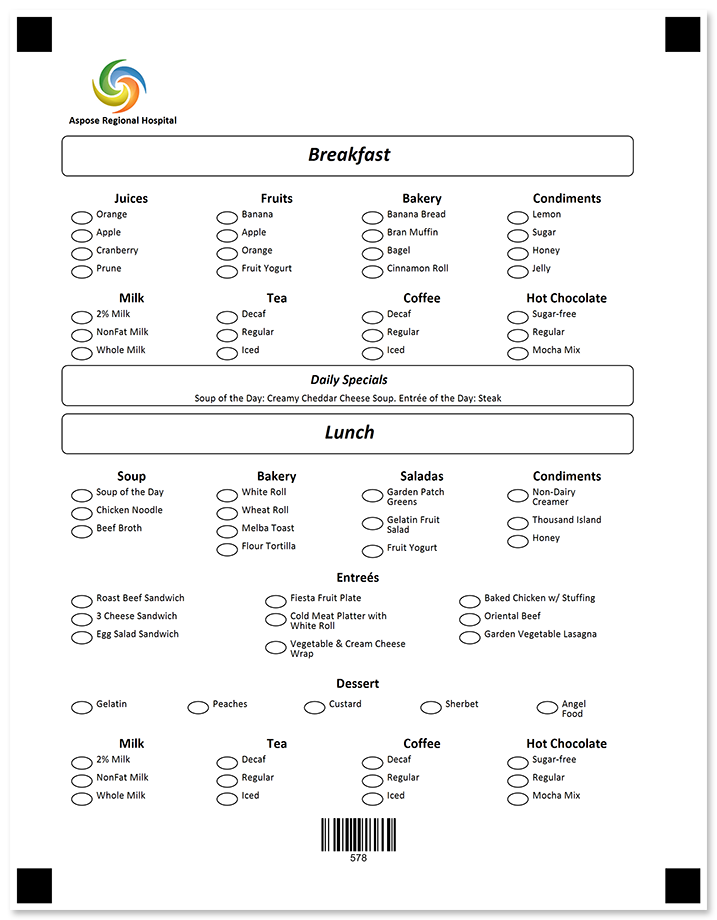 Aspose Regional Hospital
Breakfast
Juices Fruits Bakery Condiments
Orange Banana Banana Bread Lemon
Apple Apple Bran Muffin Sugar
Cranberry Orange Bagel Honey
Prune Fruit Yogurt Cinnamon Roll Jelly
Milk Tea Coffee Hot Chocolate
2% Milk Decaf Decaf Sugar-free
NonFat Milk Regular Regular Regular
Whole Milk Iced Iced Mocha Mix
Daily Specials
Soup of the Day: Creamy Cheddar Cheese Soup. Entrée of the Day: Steak
Lunch
Soup Bakery Saladas Condiments
Soup of the Day White Roll Garden Patch Non-Dairy
Greens Creamer
Chicken Noodle Wheat Roll Gelatin Fruit Thousand Island
Beef Broth Melba Toast Salad Honey
Flour Tortilla Fruit Yogurt
Entreés
Roast Beef Sandwich Fiesta Fruit Plate Baked Chicken w/ Stuffing
3 Cheese Sandwich Cold Meat Platter with Oriental Beef
White Roll
Egg Salad Sandwich Vegetable & Cream Cheese Garden Vegetable Lasagna
Wrap
Dessert
Gelatin Peaches Custard Sherbet Angel
Food
Milk Tea Coffee Hot Chocolate
2% Milk Decaf Decaf Sugar-free
NonFat Milk Regular Regular Regular
Whole Milk Iced Iced Mocha Mix
578